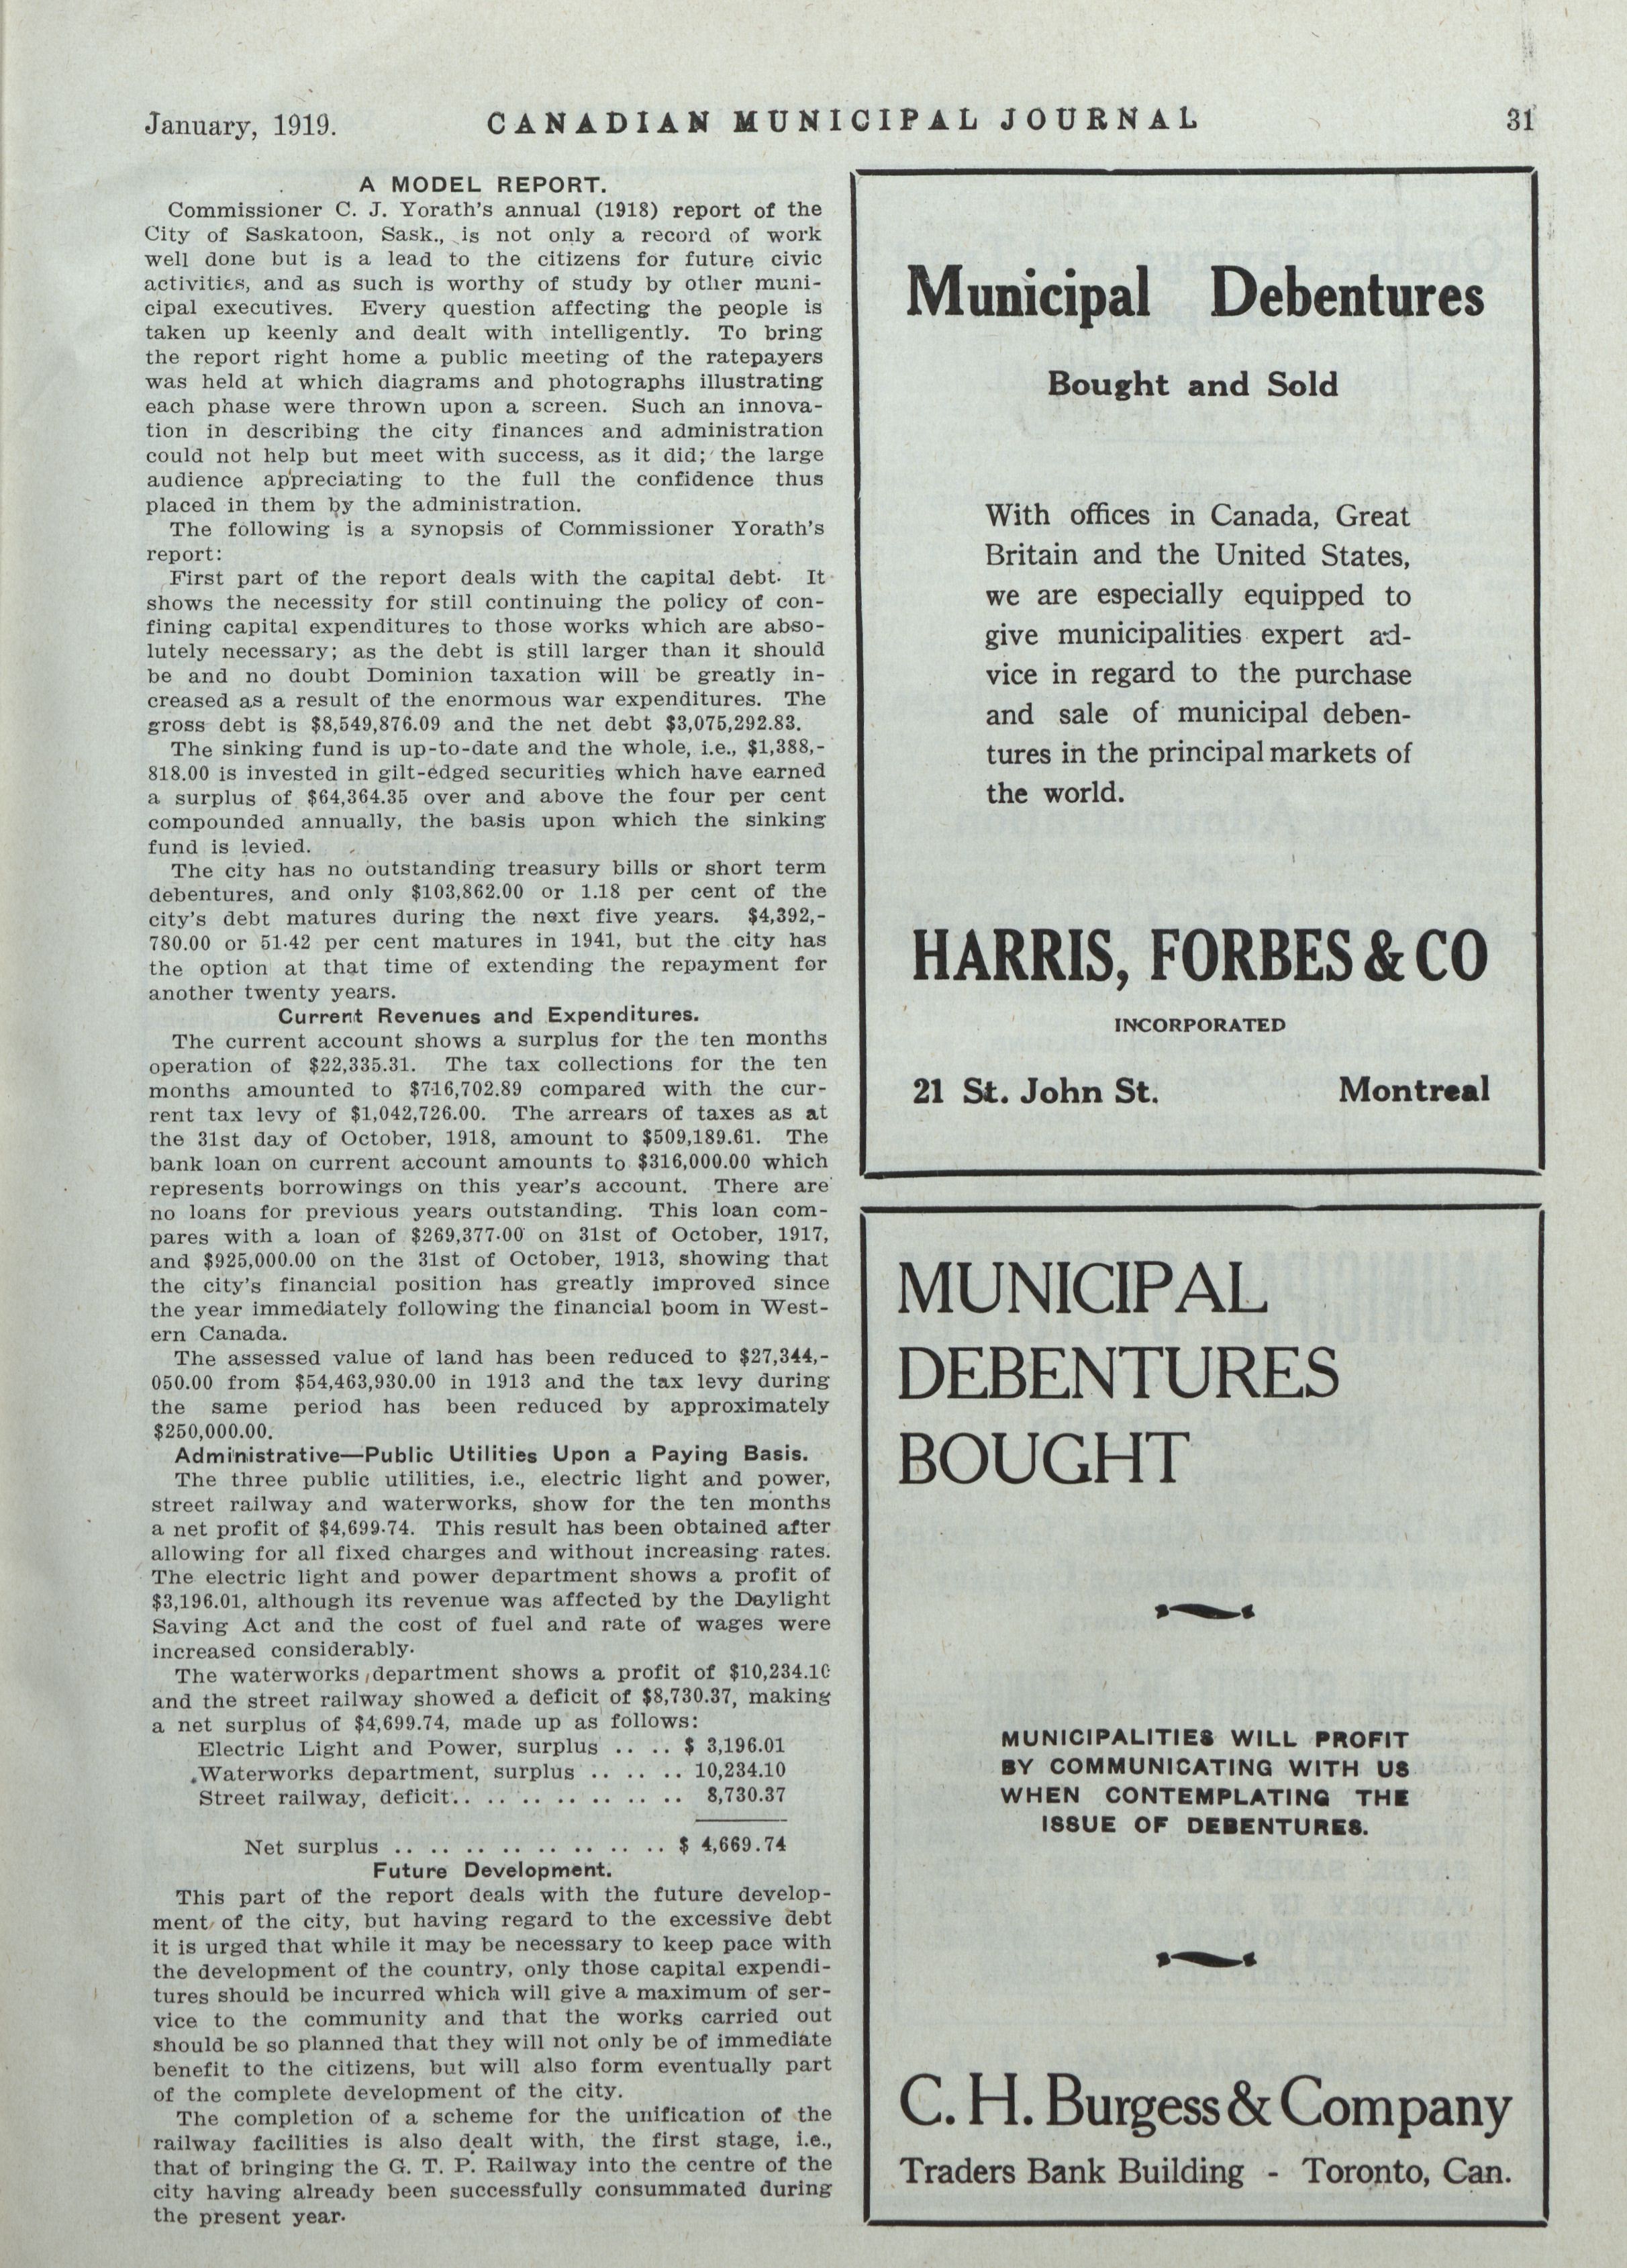 January, 1919.
CANADIAN MUNICIPAL JOURNAL
31
A MODEL REPORT.
Commissioner C. J. Yorath's annual (1918) report of the
City of Saskatoon, Sask., is not only a record of work
well done but is a lead to the citizens for future civic
activities, and as such is worthy of study by other muni-
cipal executives. Every question affecting the people is
taken up keenly and dealt with intelligently. To bring
the report right home a public meeting of the ratepayers
was held at which diagrams and photographs illustrating
each phase were thrown upon a screen. Such an innova-
tion in describing the city finances and administration
could not help but meet with success, as it did; the large
audience appreciating to the full the confidence thus
placed in them by the administration.
The following is a synopsis of Commissioner Yorath's
report:
First part of the report deals with the capital debt. It
shows the necessity for still continuing the policy of con-
fining capital expenditures to those works which are abso-
lutely necessary; as the debt is still larger than it should
be and no doubt Dominion taxation will be greatly in-
creased as a result of the enormous war expenditures. The
gross debt is $8,549,876.09 and the net debt $3,075,292.83.
The sinking fund is up-to-date and the whole, i.e., $1,388,-
818.00 is invested in gilt-edged securities which have earned
a surplus of $64,364.35 over and above the four per cent
compounded annually, the basis upon which the sinking
fund is levied.
The city has no outstanding treasury bills or short term
debentures, and only $103,862.00 or 1.18 per cent of the
city's debt matures during the next five years. $4,392,-
780.00 or 51.42 per cent matures in 1941, but the city has
the option at that time of extending the repayment for
another twenty years.
Current Revenues and Expenditures.
The current account shows a surplus for the ten months
operation of $22,335.31. The tax collections for the ten
months amounted to $716,702.89 compared with the cur-
rent tax levy of $1,042,726.00. The arrears of taxes as at
the 31st day of October, 1918, amount to $509,189.61. The
bank loan on current account amounts to $316,000.00 which
represents borrowings on this year's account. There are
no loans for previous years outstanding. This loan com-
pares with a loan of $269,377.00 on 31st of October, 1917,
and $925,000.00 on the 31st of October, 1913, showing that
the city's financial position has greatly improved since
the year immediately following the financial boom in West-
ern Canada.
The assessed value of land has been reduced to $27,344,-
050.00 from $54,463,930.00 in 1913 and the tax levy during
the same period has been reduced by approximately
$250,000.00.
Administrative—Public Utilities Upon a Paying Basis.
The three public utilities, i.e., electric light and power,
street railway and waterworks, show for the ten months
a net profit of $4,699.74. This result has been obtained after
allowing for all fixed charges and without increasing rates.
The electric light and power department shows a profit of
$3,196.01, although its revenue was affected by the Daylight
Saving Act and the cost of fuel and rate of wages were
increased considerably.
The waterworks department shows a profit of $10,234.10
and the street railway showed a deficit of $8,730.37, making
a net surplus of $4,699.74, made up as follows:
Electric Light and Power, surplus .. .. $ 3,196.01
Waterworks department, surplus .. .. .. 10,234.10
Street railway, deficit.. .. .. .. .. .. .. 8,730.37
Net surplus .. .. .. .. .. .. .. .. $ 4,669.74
Future Development.
This part of the report deals with the future develop-
ment of the city, but having regard to the excessive debt
it is urged that while it may be necessary to keep pace with
the development of the country, only those capital expendi-
tures should be incurred which will give a maximum of ser-
vice to the community and that the works carried out
should be so planned that they will not only be of immediate
benefit to the citizens, but will also form eventually part
of the complete development of the city.
The completion of a scheme for the unification of the
railway facilities is also dealt with, the first stage, i.e.,
that of bringing the G. T. P. Railway into the centre of the
city having already been successfully consummated during
the present year.
Municipal Debentures
Bought and Sold
With offices in Canada, Great
Britain and the United States,
we are especially equipped to
give municipalities expert ad-
vice in regard to the purchase
and sale of municipal deben-
tures in the principal markets of
the world.
HARRIS, FORBES & CO
INCORPORATED
21 St. John St. Montreal
MUNICIPAL
DEBENTURES
BOUGHT
MUNICIPALITIES WILL PROFIT
BY COMMUNICATING WITH US
WHEN CONTEMPLATING THE
ISSUE OF DEBENTURES.
C. H. Burgess & Company
Traders Bank Building - Toronto, Can.